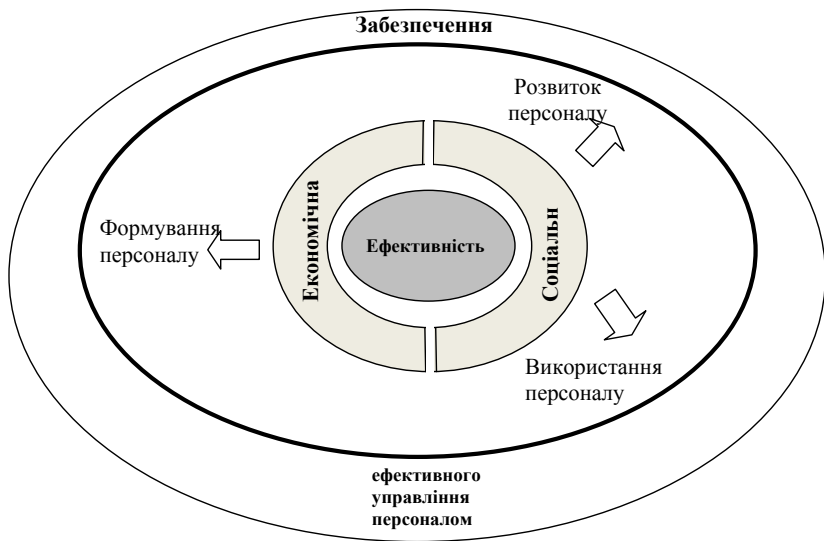 Забезпечення
Розвиток
персоналу
Формування
персоналу
Економічна
Ефективність
Соціальн
Використання
персоналу
ефективного
управління
персоналом